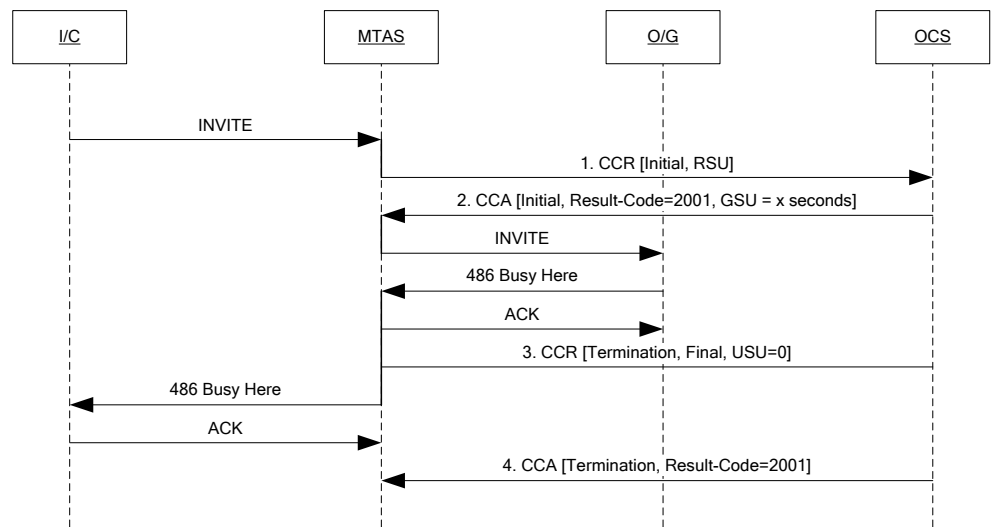 I/C
MTAS
O/G
OCS
INVITE
1. CCR [Initial, RSU]
2. CCA [Initial, Result-Code=2001, GSU = x seconds]
INVITE
486 Busy Here
ACK
3. CCR [Termination, Final, USU=0]
486 Busy Here
ACK
4. CCA [Termination, Result-Code=2001]